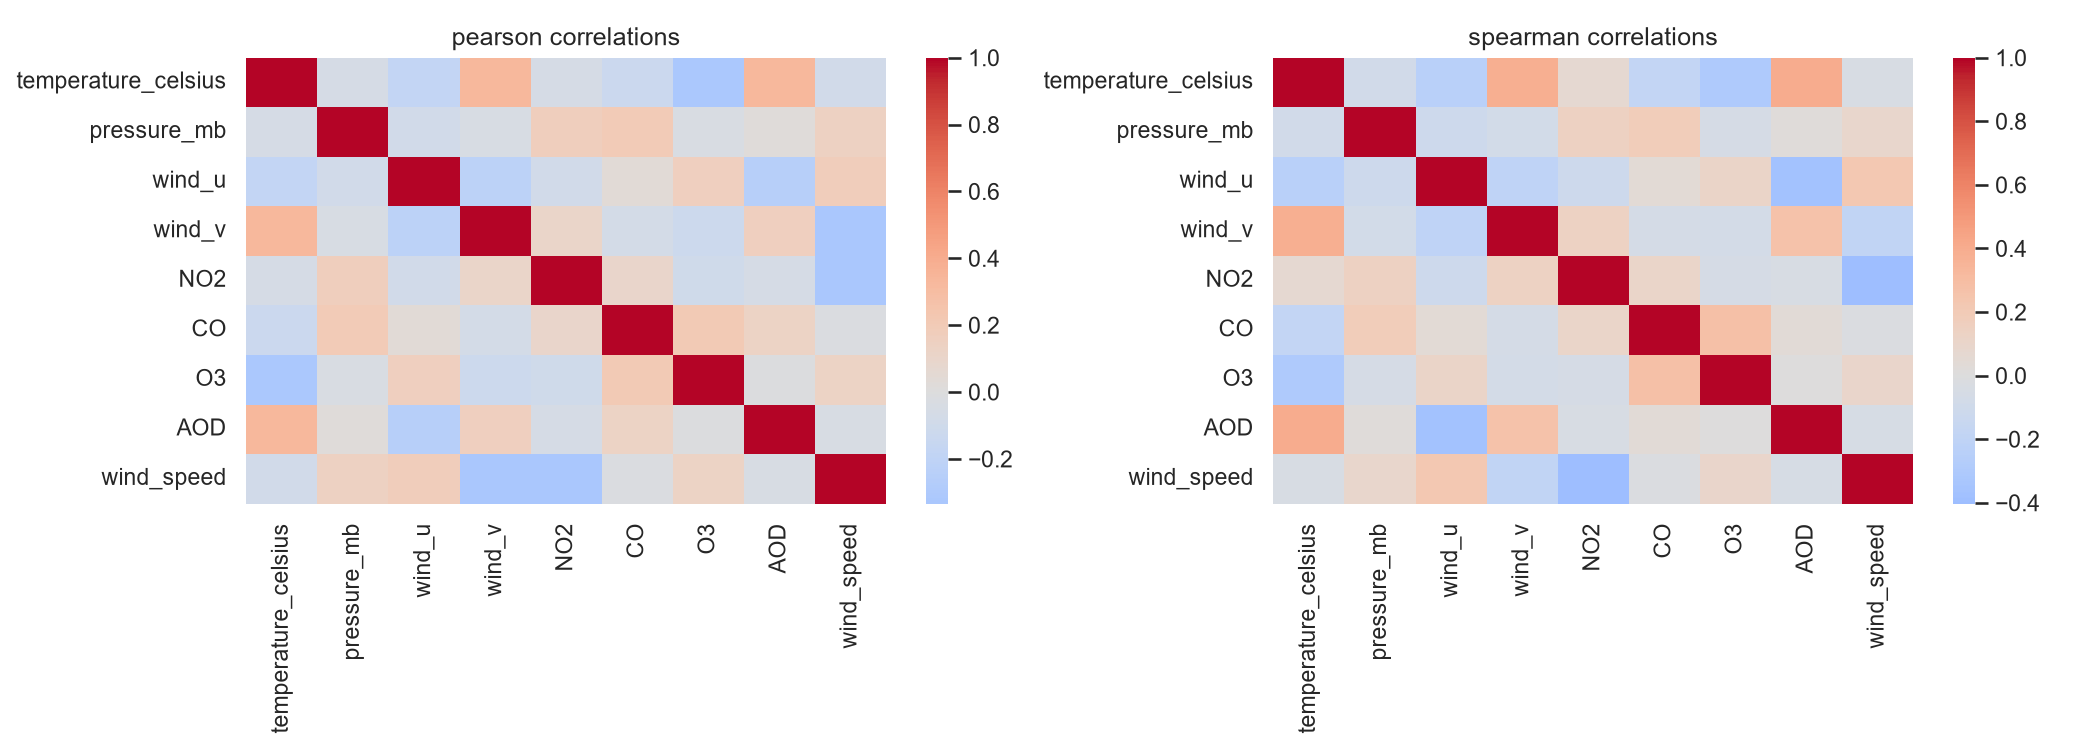 pearson correlations
temperature_celsius
pressure_mb
wind_u
wind_v
NO2
CO
O3
AOD
wind_speed
temperature_celsius
pressure_mb
wind_u
wind_v
NO2
CO
O3
AOD
wind_speed
1.0
0.8
0.6
0.4
0.2
0.0
−0.2
spearman correlations
temperature_celsius
pressure_mb
wind_u
wind_v
NO2
CO
O3
AOD
wind_speed
temperature_celsius
pressure_mb
wind_u
wind_v
NO2
CO
O3
AOD
wind_speed
1.0
0.8
0.6
0.4
0.2
0.0
−0.2
−0.4